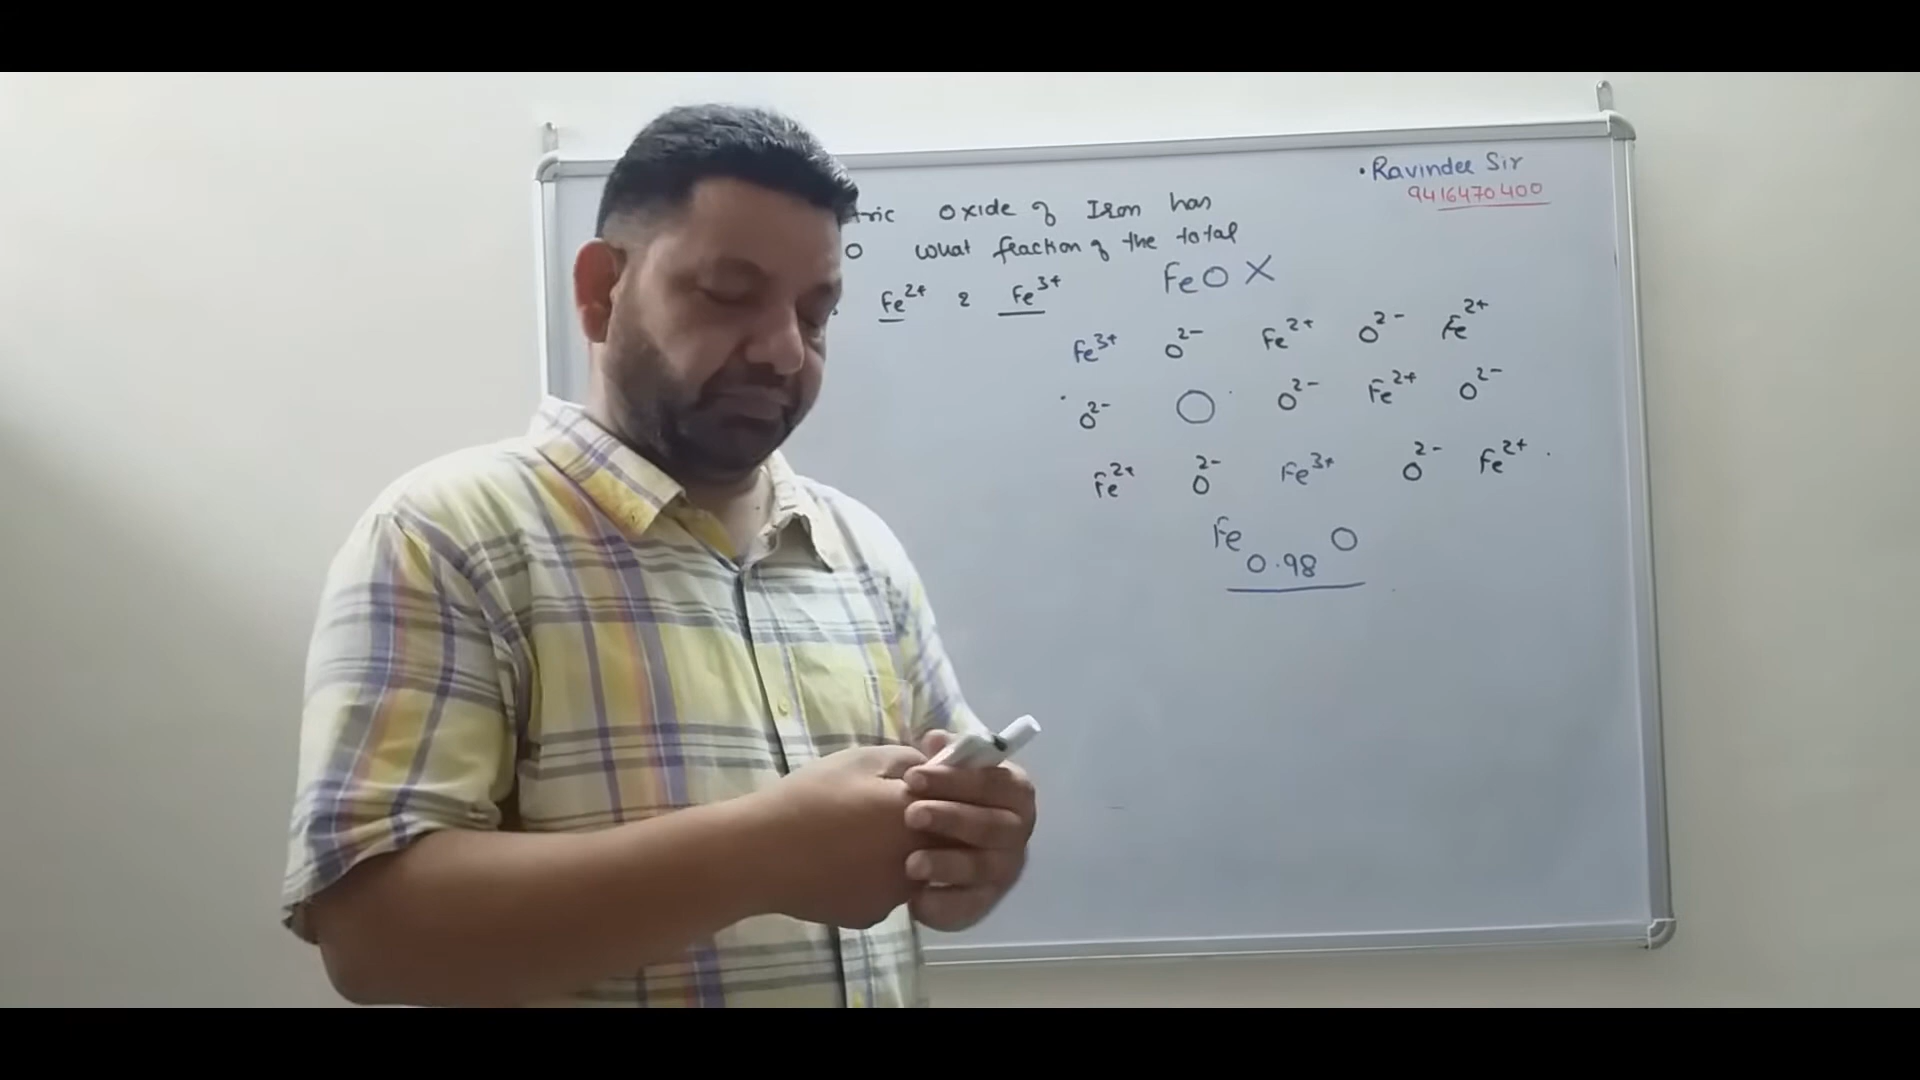 • Ravinder Sir
9416470400
tric oxide of Iron has
O what fraction of the total
Fe²⁺ & Fe³⁺
FeO X
Fe³⁺ O²⁻ Fe²⁺ O²⁻ Fe²⁺
O²⁻ O²⁻ Fe²⁺ O²⁻
Fe²⁺ O²⁻ Fe³⁺ O²⁻ Fe²⁺
Fe0.98O